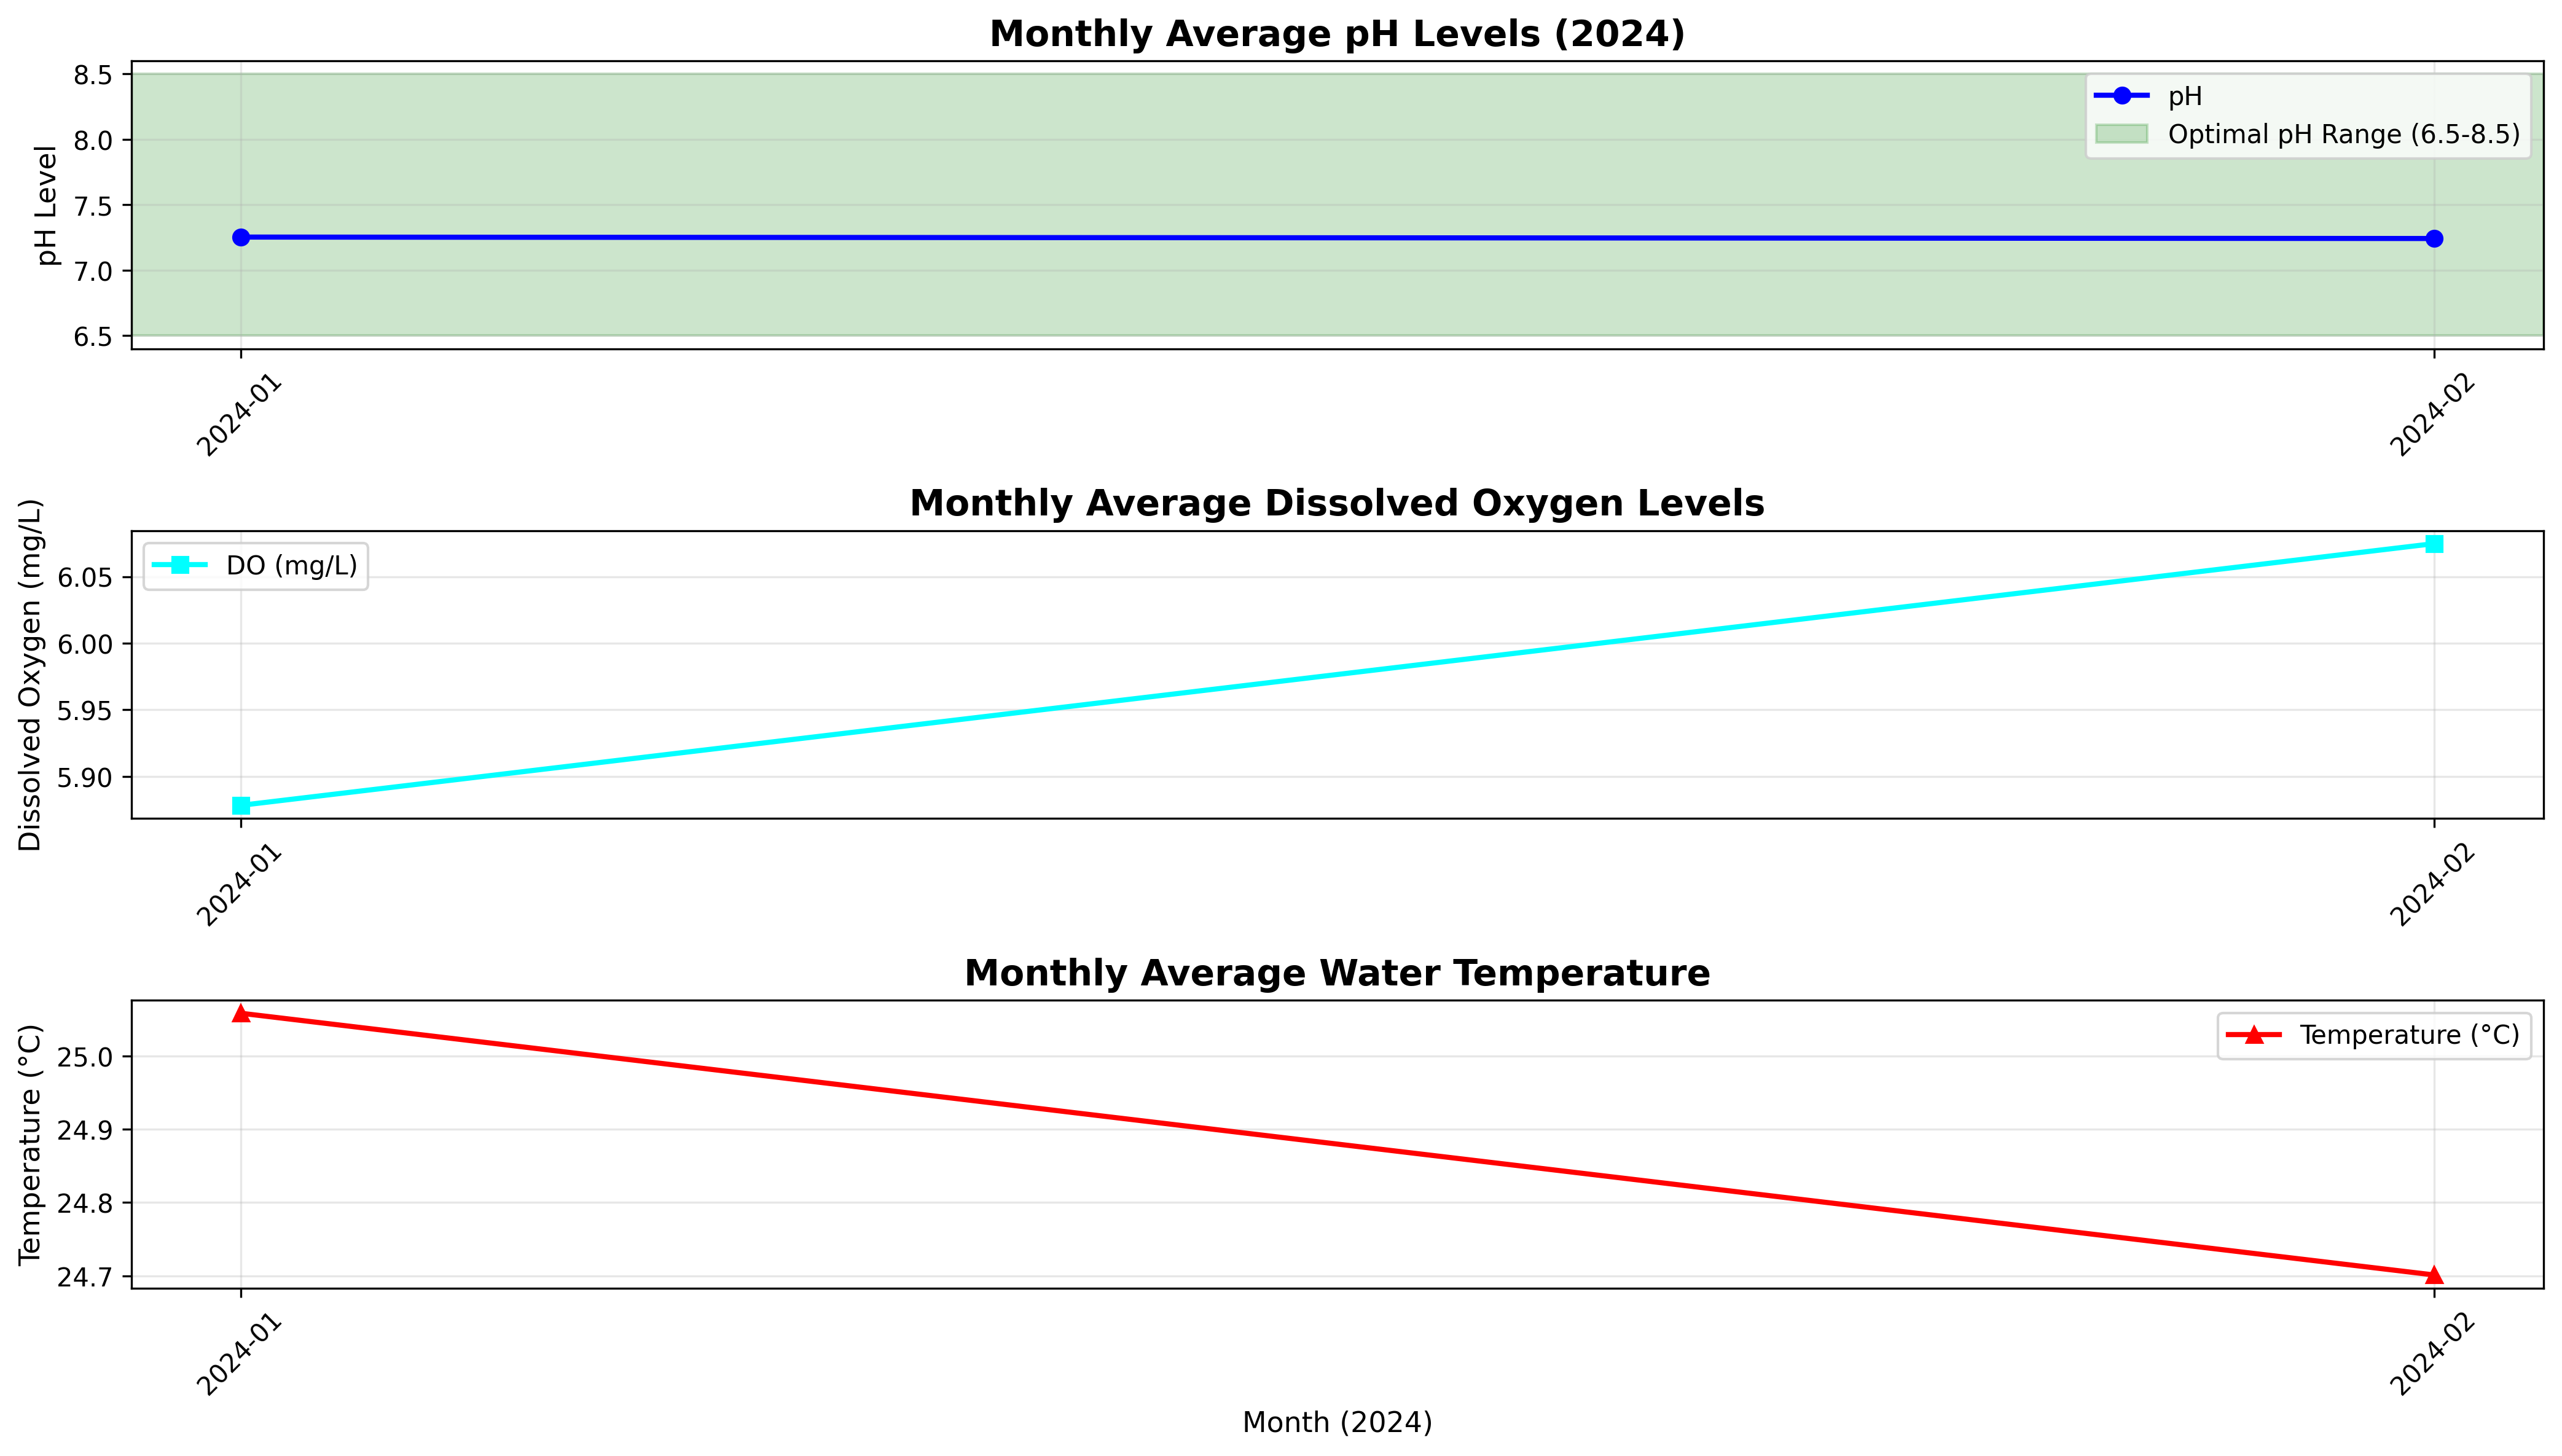 Monthly Average pH Levels (2024)
pH Level
8.5
8.0
7.5
7.0
6.5
pH
Optimal pH Range (6.5-8.5)
2024-01
2024-02
Monthly Average Dissolved Oxygen Levels
Dissolved Oxygen (mg/L)
6.05
6.00
5.95
5.90
DO (mg/L)
2024-01
2024-02
Monthly Average Water Temperature
Temperature (°C)
25.0
24.9
24.8
24.7
Temperature (°C)
2024-01
2024-02
Month (2024)